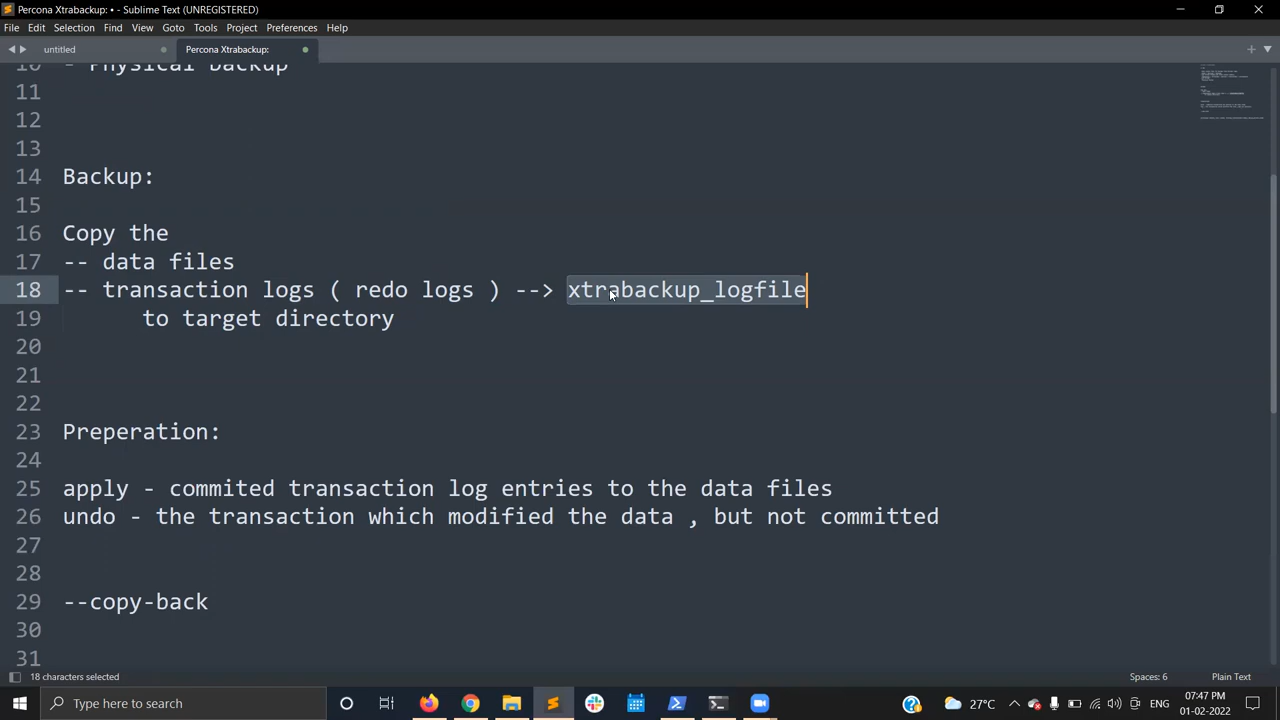 Percona Xtrabackup: • - Sublime Text (UNREGISTERED)
File Edit Selection Find View Goto Tools Project Preferences Help
untitled Percona Xtrabackup:
10 - Physical backup
11
12
13
14 Backup:
15
16 Copy the
17 -- data files
18 -- transaction logs ( redo logs ) --> xtrabackup_logfile
19 to target directory
20
21
22
23 Preperation:
24
25 apply - commited transaction log entries to the data files
26 undo - the transaction which modified the data , but not committed
27
28
29 --copy-back
30
31
18 characters selected Spaces: 6 Plain Text
Type here to search 27°C 07:47 PM
01-02-2022